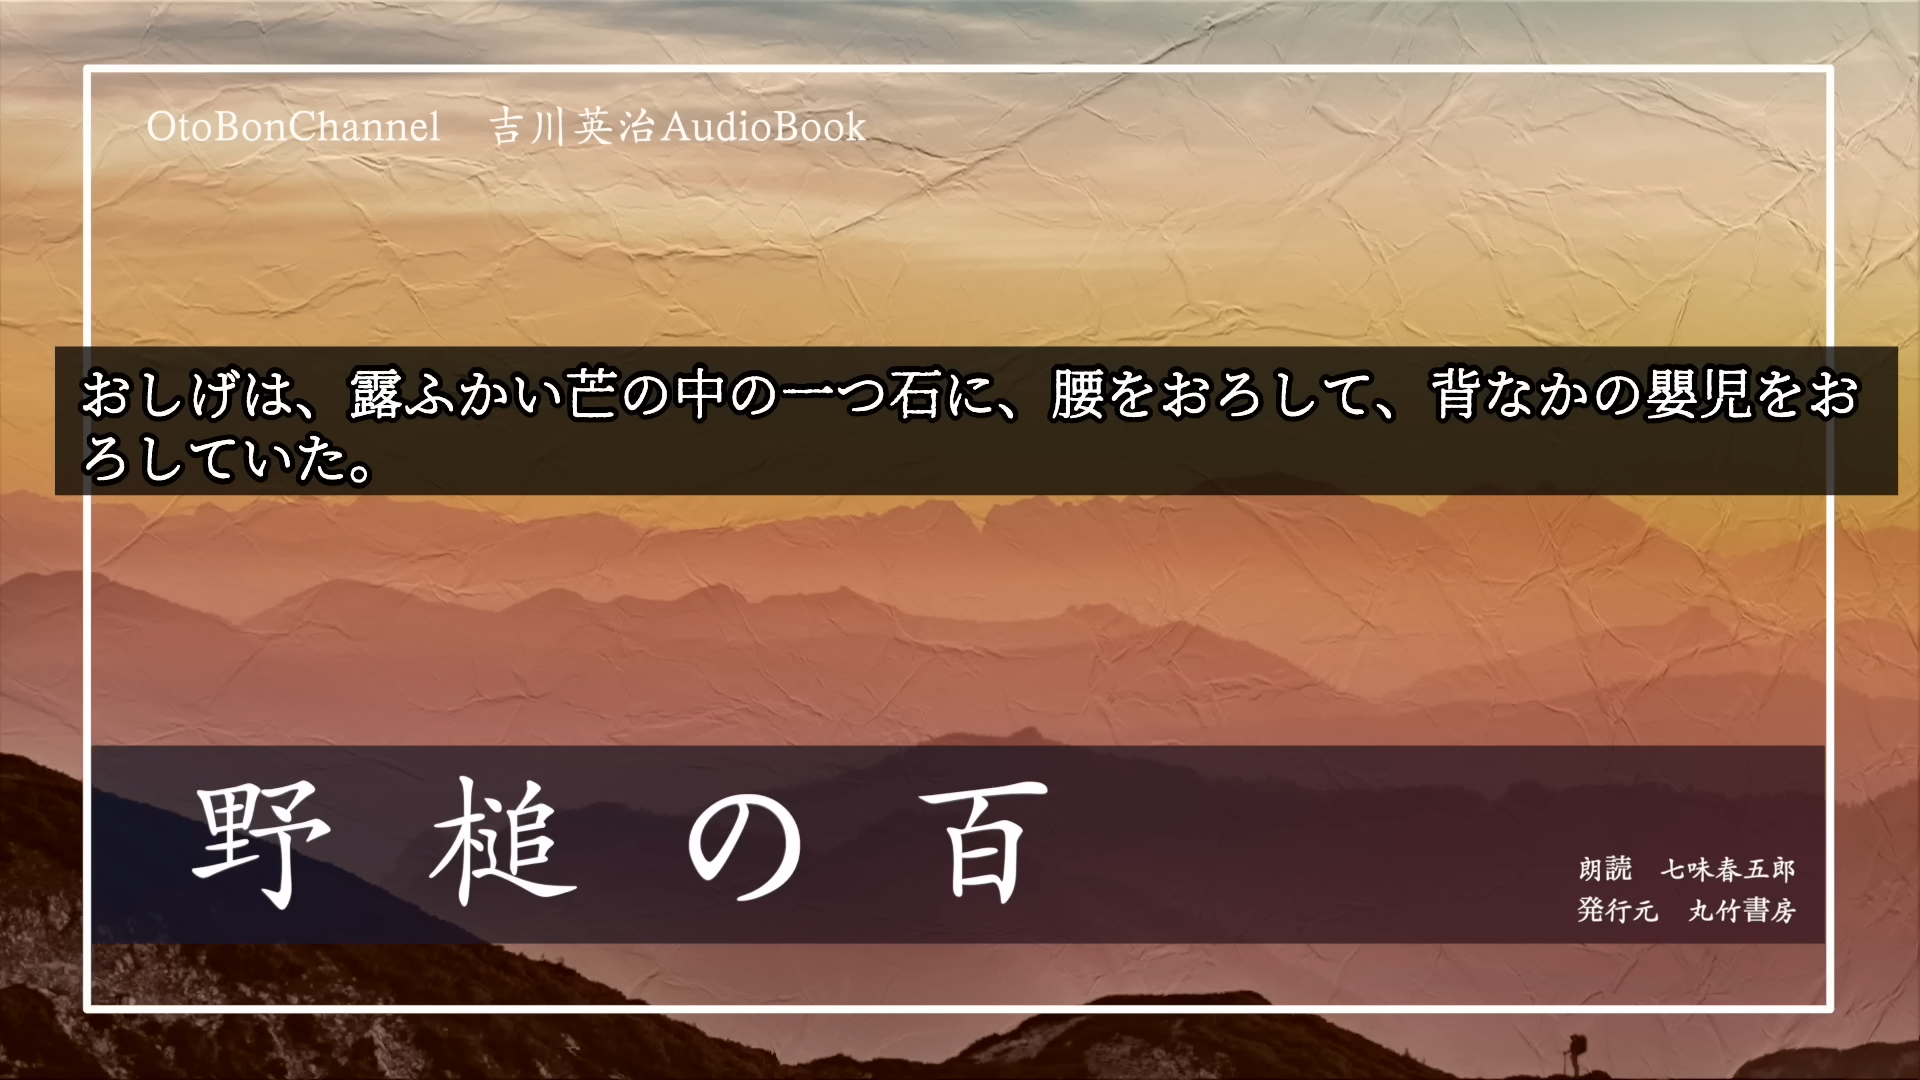 OtoBonChannel　吉川英治AudioBook
おしげは、露ふかい芒の中の一つ石に、腰をおろして、背なかの嬰児をお
ろしていた。
野槌の百
朗読　七味春五郎
発行元　丸竹書房